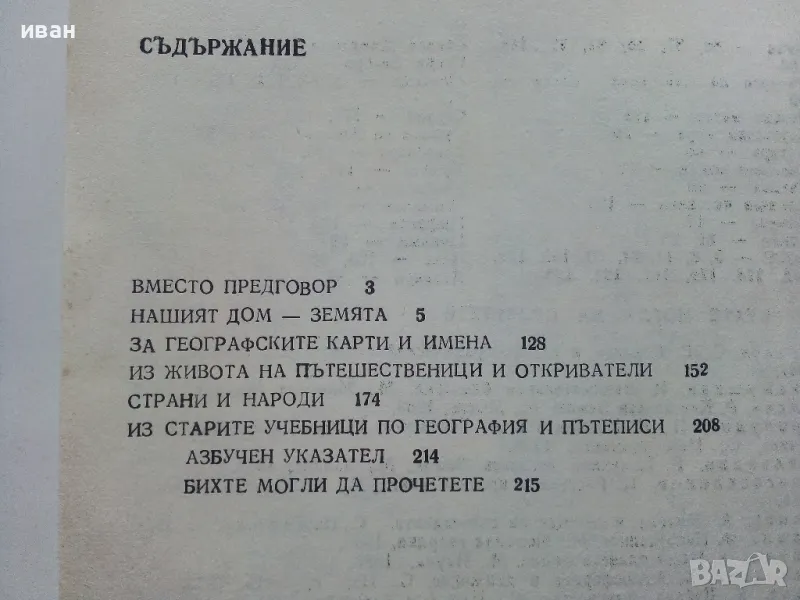 иван
СЪДЪРЖАНИЕ
ВМЕСТО ПРЕДГОВОР 3
НАШИЯТ ДОМ — ЗЕМЯТА 5
ЗА ГЕОГРАФСКИТЕ КАРТИ И ИМЕНА 128
ИЗ ЖИВОТА НА ПЪТЕШЕСТВЕНИЦИ И ОТКРИВАТЕЛИ 152
СТРАНИ И НАРОДИ 174
ИЗ СТАРИТЕ УЧЕБНИЦИ ПО ГЕОГРАФИЯ И ПЪТЕПИСИ 208
АЗБУЧЕН УКАЗАТЕЛ 214
БИХТЕ МОГЛИ ДА ПРОЧЕТЕТЕ 215
BAZAR